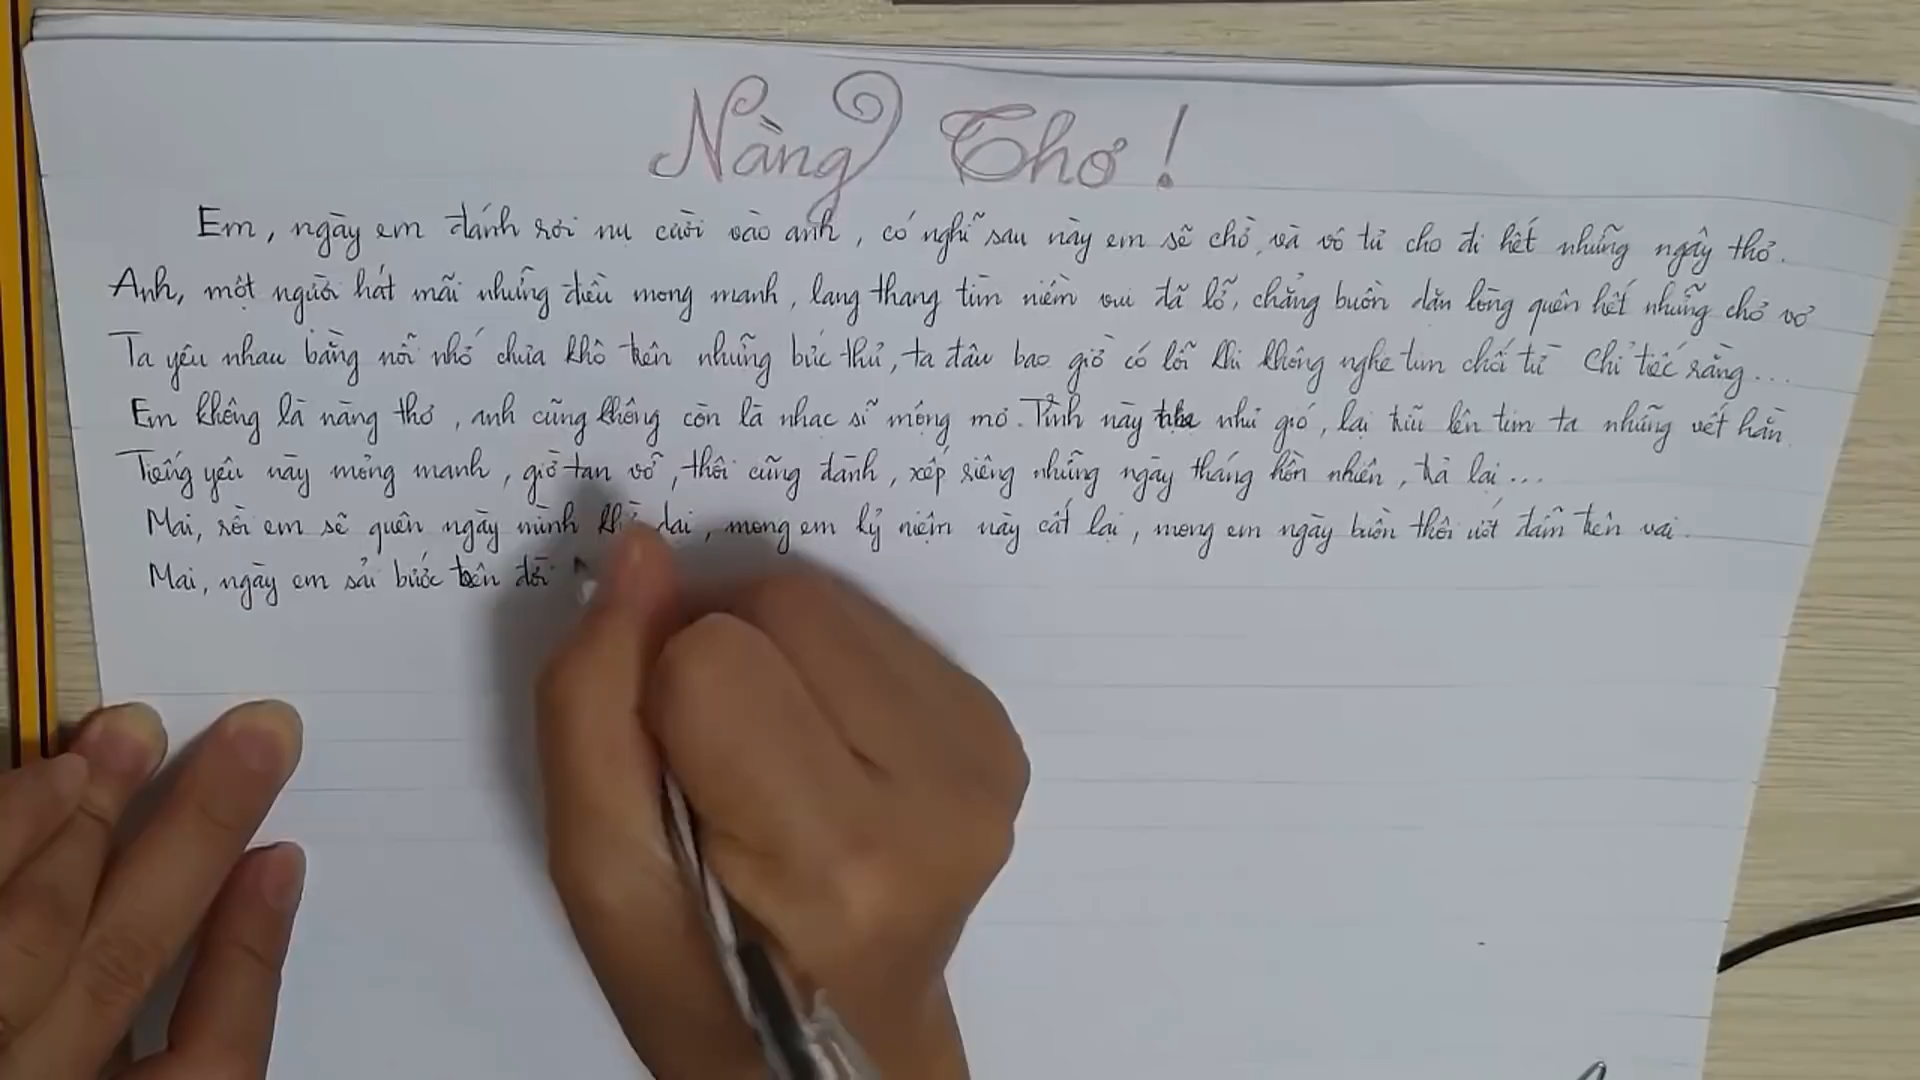 Nàng Thơ!
Em, ngày em đánh rơi nụ cười vào anh, có nghĩ sau này em sẽ chờ, và vô tư cho đi hết những ngây thơ.
Anh, một người hát mãi những điều mong manh, lang thang tìm niềm vui đã lỡ, chẳng buồn dặn lòng quên hết những chơ vơ
Ta yêu nhau bằng nỗi nhớ chưa khô trên những bức thư, ta đâu bao giờ có lỗi khi không nghe tim chối từ Chỉ tiếc rằng...
Em không là nàng thơ, anh cũng không còn là nhạc sĩ mộng mơ. Tình này như gió, lại trĩu lên tim ta những vết hằn
Tiếng yêu này mỏng manh, giờ tan vỡ, thôi cũng đành, xếp riêng những ngày tháng hồn nhiên, trả lại...
Mai, rồi em sẽ quên ngày mình khờ dại, mong em kỷ niệm này cất lại, mong em ngày buồn thôi ướt đẫm trên vai.
Mai, ngày em sải bước bên đời